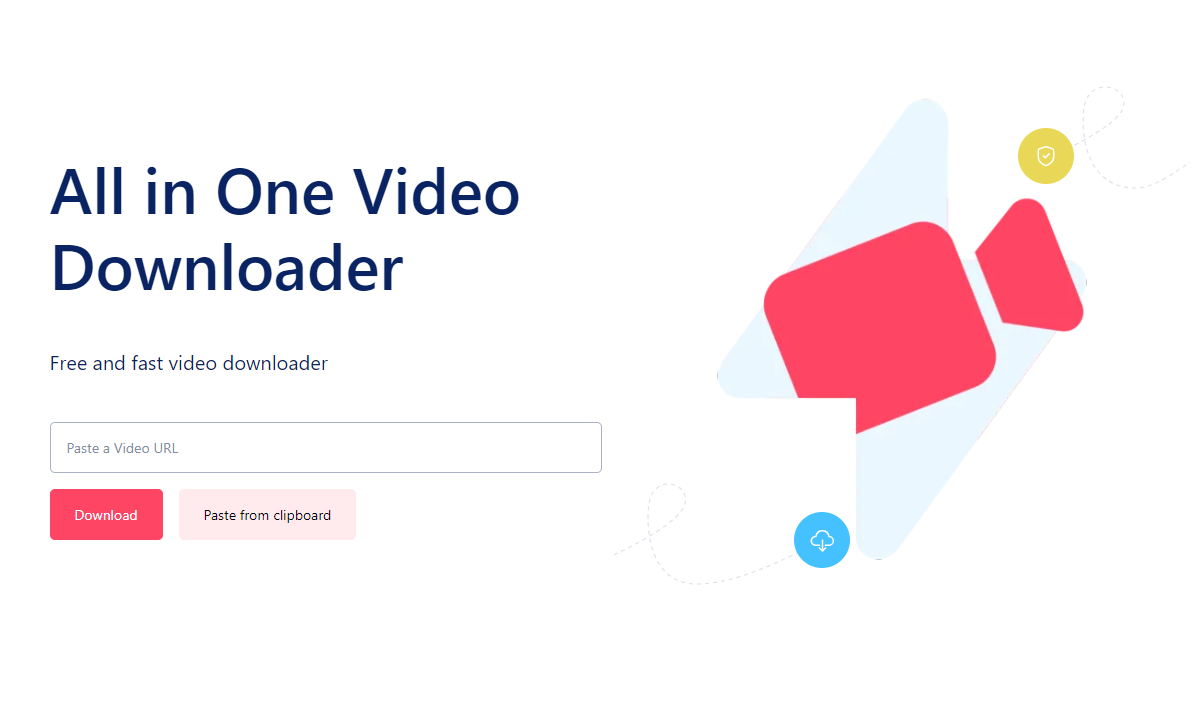 All in One Video
Downloader
Free and fast video downloader
Paste a Video URL
Download
Paste from clipboard